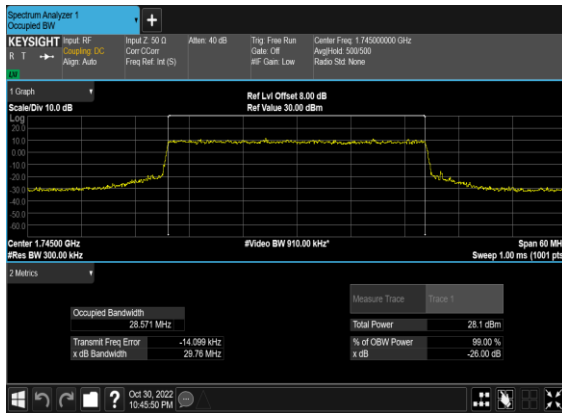 Spectrum Analyzer 1
Occupied BW
KEYSIGHT
R T
Input: RF
Coupling: DC
Align: Auto
Input Z: 50 Ω
Corr CCorr
Freq Ref: Int (S)
Atten: 40 dB
Trig: Free Run
Gate: Off
#IF Gain: Low
Center Freq: 1.745000000 GHz
Avg|Hold: 500/500
Radio Std: None
1 Graph
Scale/Div 10.0 dB
Ref Lvl Offset 8.00 dB
Ref Value 30.00 dBm
Log
20.0
10.0
0.00
-10.0
-20.0
-30.0
-40.0
-50.0
-60.0
Center 1.74500 GHz
#Res BW 300.00 kHz
#Video BW 910.00 kHz*
Span 60 MH
Sweep 1.00 ms (1001 pts
2 Metrics
Measure Trace
Trace 1
Occupied Bandwidth
28.571 MHz
Total Power
28.1 dBm
Transmit Freq Error
-14.099 kHz
% of OBW Power
99.00 %
x dB Bandwidth
29.76 MHz
x dB
-26.00 dB
?
Oct 30, 2022
10:45:50 PM